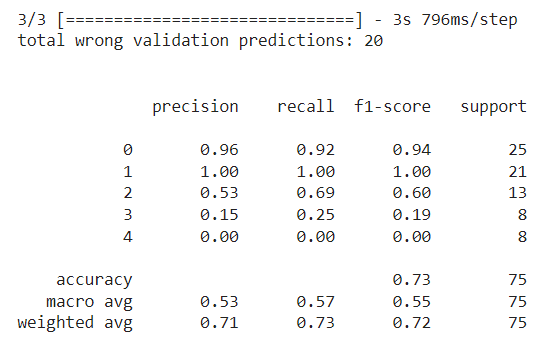 3/3 [==============================] - 3s 796ms/step
total wrong validation predictions: 20
precision recall f1-score support
0 0.96 0.92 0.94 25
1 1.00 1.00 1.00 21
2 0.53 0.69 0.60 13
3 0.15 0.25 0.19 8
4 0.00 0.00 0.00 8
accuracy 0.73 75
macro avg 0.53 0.57 0.55 75
weighted avg 0.71 0.73 0.72 75